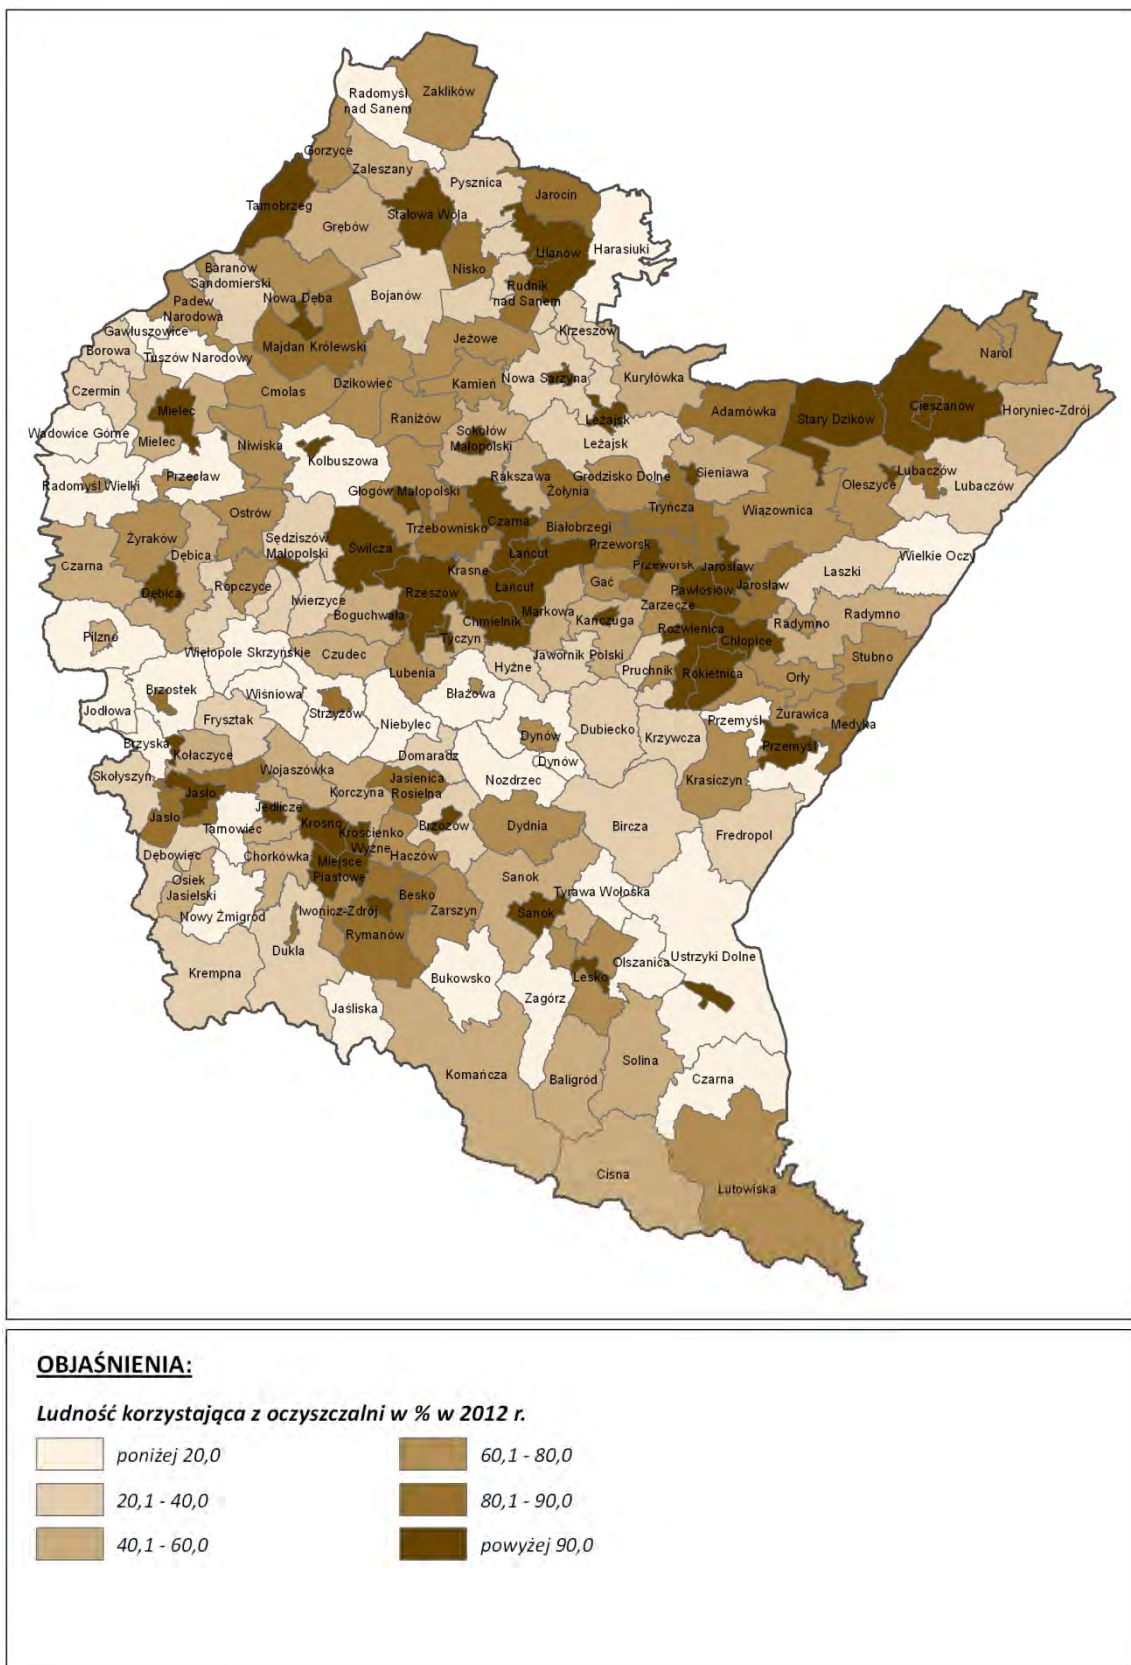 Radomyśl
nad Sanem
Zaklików
Gorzyce
Zaleszany
Pysznica
Jarocin
Tarnobrzeg
Stalowa Wola
Grębów
Ulanów
Harasiuki
Baranów
Sandomierski
Nowa Dęba
Nisko
Bojanów
Rudnik
nad Sanem
Padew
Narodowa
Gawłuszowice
Krzeszów
Borowa
Tuszów Narodowy
Majdan Królewski
Jeżowe
Narol
Czermin
Cmolas
Dzikowiec
Kamień
Nowa Sarzyna
Kuryłówka
Horyniec-Zdrój
Mielec
Raniżów
Leżajsk
Adamówka
Stary Dzików
Cieszanów
Wadowice Górne
Mielec
Niwiska
Sokołów
Małopolski
Leżajsk
Kolbuszowa
Radomyśl Wielki
Przecław
Rakszawa
Grodzisko Dolne
Sieniawa
Lubaczów
Oleszyce
Lubaczów
Głogów Małopolski
Żołynia
Ostrów
Tryńcza
Wiązownica
Żyraków
Sędziszów
Małopolski
Trzebownisko
Czarna
Białobrzegi
Czarna
Dębica
Świlcza
Łańcut
Przeworsk
Wielkie Oczy
Krasne
Przeworsk
Jarosław
Laszki
Dębica
Ropczyce
Iwierzyce
Rzeszów
Łańcut
Gać
Pawłosiów
Jarosław
Boguchwała
Chmielnik
Markowa
Kańczuga
Zarzecze
Radymno
Radymno
Pilzno
Tyczyn
Roźwienica
Chłopice
Wielopole Skrzyńskie
Czudec
Lubenia
Hyżne
Jawornik Polski
Pruchnik
Rokietnica
Stubno
Orły
Brzostek
Wiśniowa
Błażowa
Jodłowa
Frysztak
Strzyżów
Niebylec
Dubiecko
Krzywcza
Przemyśl
Żurawica
Medyka
Brzyska
Kołaczyce
Dynów
Dynów
Przemyśl
Domaradz
Skołyszyn
Wojaszówka
Jasienica
Rosielna
Nozdrzec
Krasiczyn
Jasło
Korczyna
Jasło
Jedlicze
Tarnowiec
Krosno
Krościenko
Wyżne
Brzozów
Dydnia
Bircza
Fredropol
Dębowiec
Chorkówka
Miejsce
Piastowe
Haczów
Osiek
Jasielski
Besko
Sanok
Tyrawa Wołoska
Nowy Żmigród
Iwonicz-Zdrój
Zarszyn
Sanok
Rymanów
Dukla
Krempna
Ustrzyki Dolne
Olszanica
Lesko
Bukowsko
Zagórz
Jaśliska
Solina
Komańcza
Baligród
Czarna
Cisna
Lutowiska
OBJAŚNIENIA:
Ludność korzystająca z oczyszczalni w % w 2012 r.
poniżej 20,0
60,1 - 80,0
20,1 - 40,0
80,1 - 90,0
40,1 - 60,0
powyżej 90,0